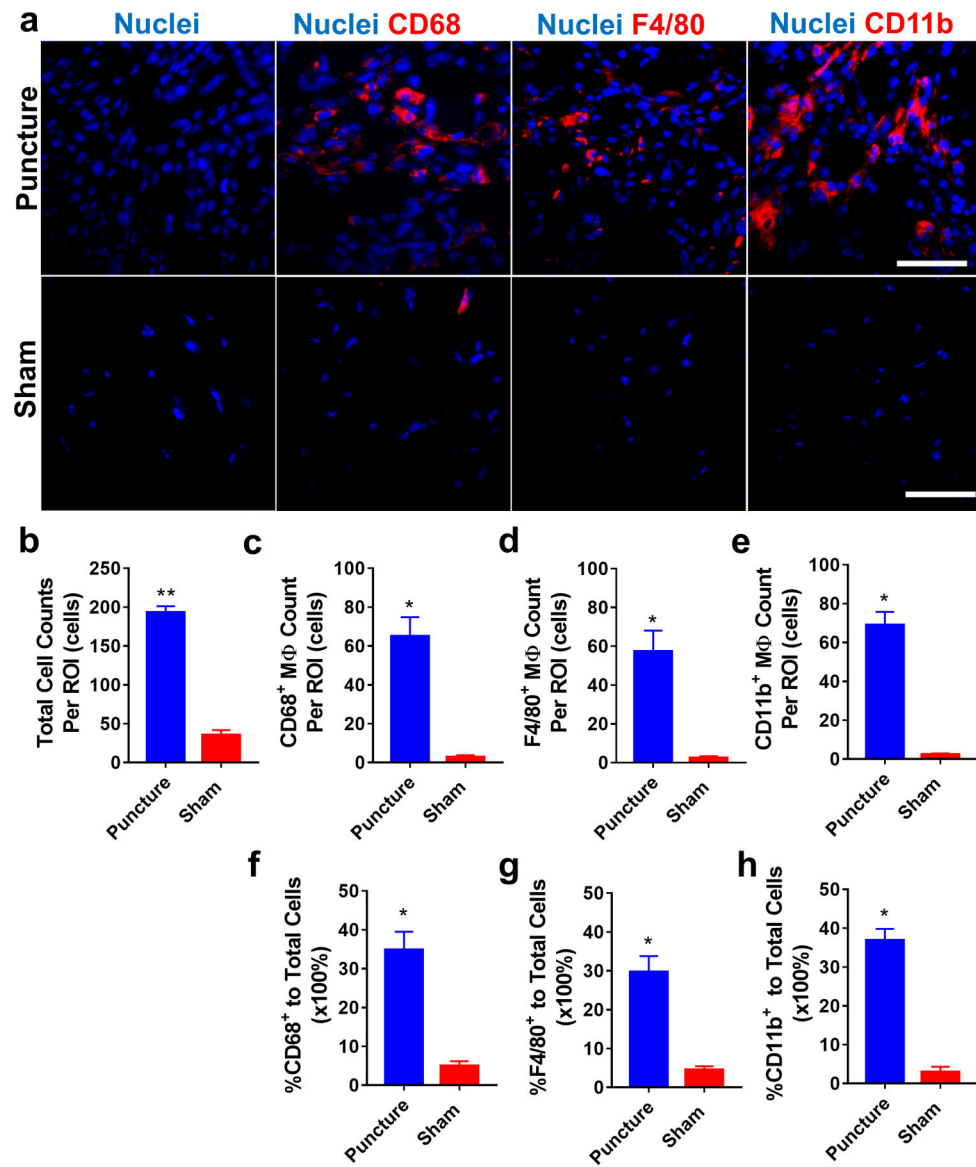 a
Nuclei
Nuclei CD68
Nuclei F4/80
Nuclei CD11b
Puncture
Sham
b
Total Cell Counts
Per ROI (cells)
250
200
150
100
50
0
Puncture
Sham
**
c
CD68⁺ MΦ Count
Per ROI (cells)
100
80
60
40
20
0
Puncture
Sham
*
d
F4/80⁺ MΦ Count
Per ROI (cells)
100
80
60
40
20
0
Puncture
Sham
*
e
CD11b⁺ MΦ Count
Per ROI (cells)
100
80
60
40
20
0
Puncture
Sham
*
f
%CD68⁺ to Total Cells
(x100%)
50
40
30
20
10
0
Puncture
Sham
*
g
%F4/80⁺ to Total Cells
(x100%)
50
40
30
20
10
0
Puncture
Sham
*
h
%CD11b⁺ to Total Cells
(x100%)
50
40
30
20
10
0
Puncture
Sham
*